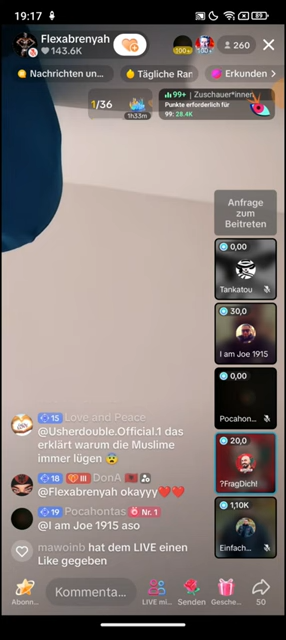 19:17
89
Flexabrenyah
143.6K
200+
100+
260
Nachrichten un...
Tägliche Ran
Erkunden
1/36
1h33m
99+ | Zuschauer*innen
Punkte erforderlich für
99: 28.4K
Anfrage
zum
Beitreten
0,00
Tankatou
30,0
I am Joe 1915
0,00
Pocahon...
20,0
?FragDich!
1,10K
Einfach...
15 Love and Peace
@Usherdouble.Official.1 das
erklärt warum die Muslime
immer lügen 😨
18 III DonA 🇦🇱
@Flexabrenyah okayyy❤️❤️
19 Pocahontas Nr. 1
@I am Joe 1915 aso
mawoinb hat dem LIVE einen
Like gegeben
Abonn...
Kommenta...
LIVE mi...
Senden
Gesche...
50